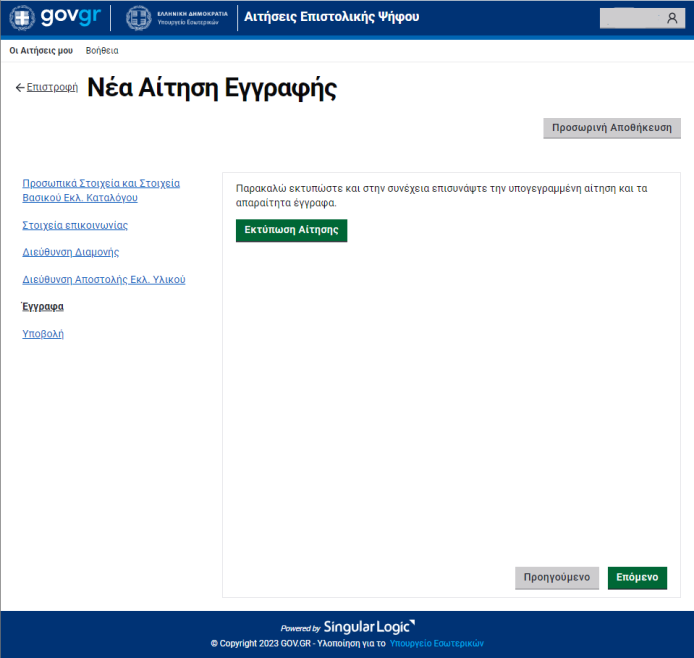 govgr
ΕΛΛΗΝΙΚΗ ΔΗΜΟΚΡΑΤΙΑ
Υπουργείο Εσωτερικών
Αιτήσεις Επιστολικής Ψήφου
Οι Αιτήσεις μου Βοήθεια
Επιστροφή Νέα Αίτηση Εγγραφής
Προσωρινή Αποθήκευση
Προσωπικά Στοιχεία και Στοιχεία
Βασικού Εκλ. Καταλόγου
Στοιχεία επικοινωνίας
Διεύθυνση Διαμονής
Διεύθυνση Αποστολής Εκλ. Υλικού
Έγγραφα
Υποβολή
Παρακαλώ εκτυπώστε και στην συνέχεια επισυνάψτε την υπογεγραμμένη αίτηση και τα
απαραίτητα έγγραφα.
Εκτύπωση Αίτησης
Προηγούμενο Επόμενο
Powered by SingularLogic
© Copyright 2023 GOV.GR - Υλοποίηση για το Υπουργείο Εσωτερικών